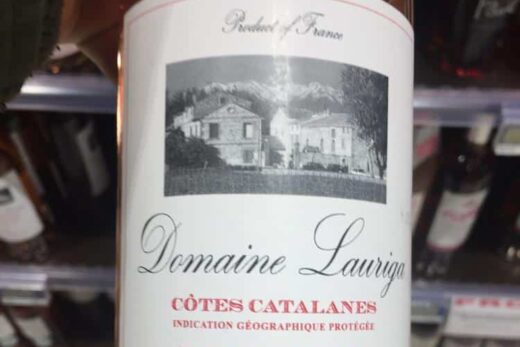 Product of France
Domaine Lauriga
CÔTES CATALANES
INDICATION GÉOGRAPHIQUE PROTÉGÉE